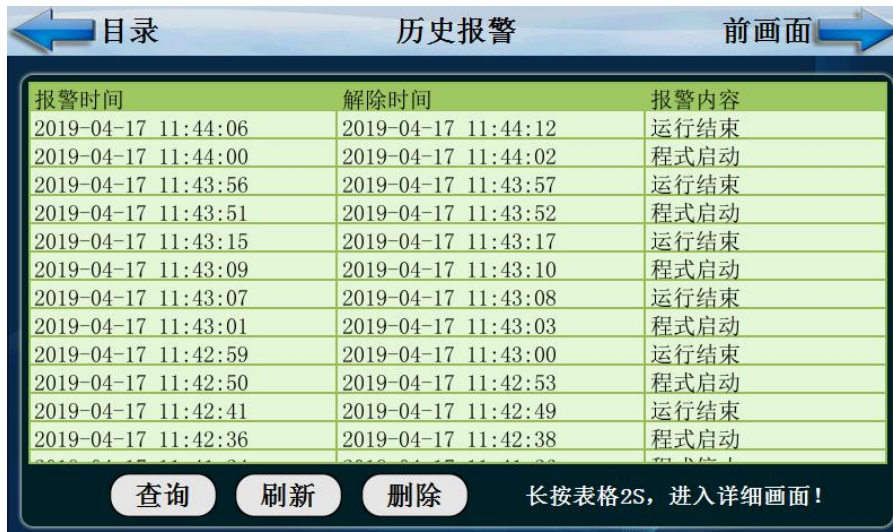 目录 历史报警 前画面
报警时间 解除时间 报警内容
2019-04-17 11:44:06 2019-04-17 11:44:12 运行结束
2019-04-17 11:44:00 2019-04-17 11:44:02 程式启动
2019-04-17 11:43:56 2019-04-17 11:43:57 运行结束
2019-04-17 11:43:51 2019-04-17 11:43:52 程式启动
2019-04-17 11:43:15 2019-04-17 11:43:17 运行结束
2019-04-17 11:43:09 2019-04-17 11:43:10 程式启动
2019-04-17 11:43:07 2019-04-17 11:43:08 运行结束
2019-04-17 11:43:01 2019-04-17 11:43:03 程式启动
2019-04-17 11:42:59 2019-04-17 11:43:00 运行结束
2019-04-17 11:42:50 2019-04-17 11:42:53 程式启动
2019-04-17 11:42:41 2019-04-17 11:42:49 运行结束
2019-04-17 11:42:36 2019-04-17 11:42:38 程式启动
查询 刷新 删除 长按表格2S，进入详细画面！